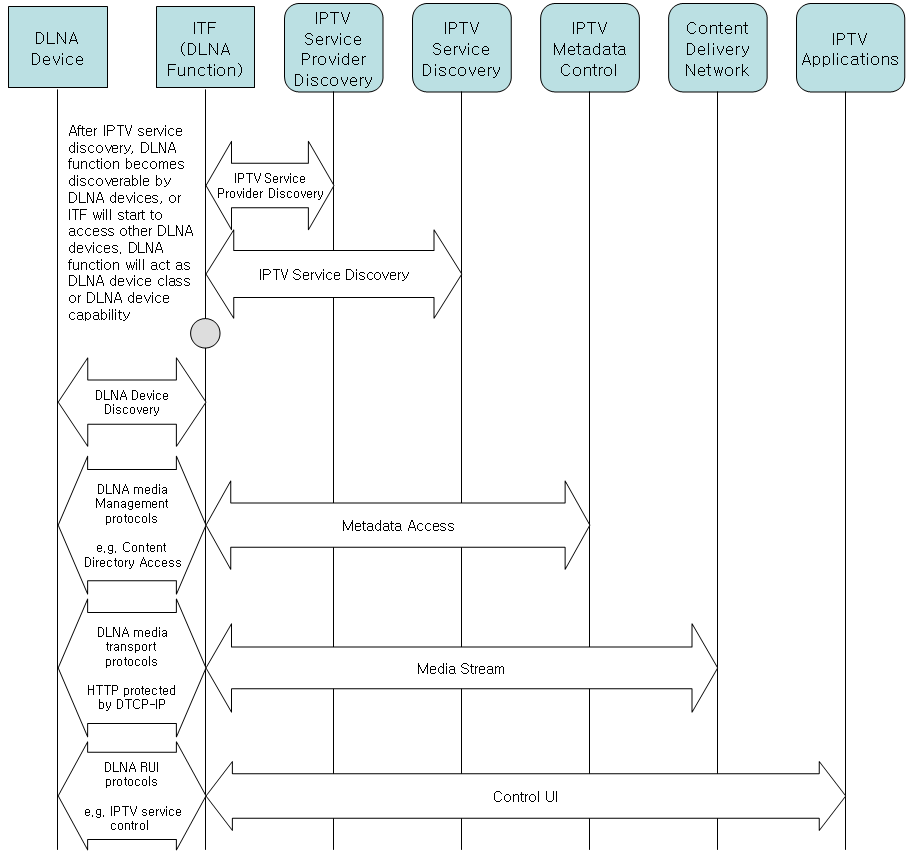 DLNA
Device
ITF
(DLNA
Function)
IPTV
Service
Provider
Discovery
IPTV
Service
Discovery
IPTV
Metadata
Control
Content
Delivery
Network
IPTV
Applications
After IPTV service
discovery, DLNA
function becomes
discoverable by
DLNA devices, or
ITF will start to
access other DLNA
devices. DLNA
function will act as
DLNA device class
or DLNA device
capability
IPTV Service
Provider Discovery
IPTV Service Discovery
DLNA Device
Discovery
DLNA media
Management
protocols
e.g. Content
Directory Access
Metadata Access
DLNA media
transport
protocols
HTTP protected
by DTCP-IP
Media Stream
DLNA RUI
protocols
e.g. IPTV service
control
Control UI